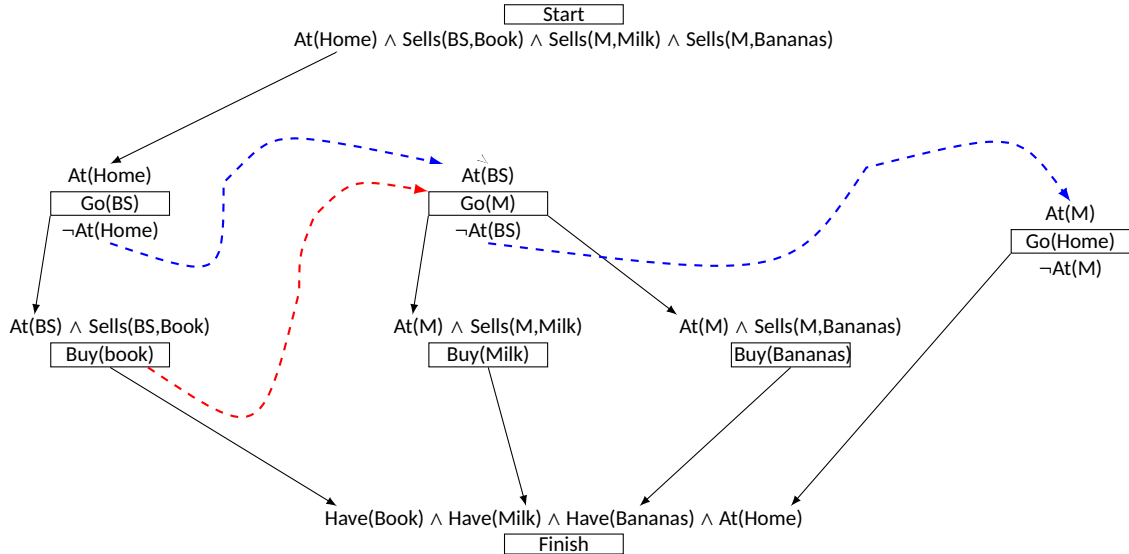 Start
At(Home) ∧ Sells(BS,Book) ∧ Sells(M,Milk) ∧ Sells(M,Bananas)
At(Home)
Go(BS)
¬At(Home)
At(BS)
Go(M)
¬At(BS)
At(M)
Go(Home)
¬At(M)
At(BS) ∧ Sells(BS,Book)
Buy(book)
At(M) ∧ Sells(M,Milk)
Buy(Milk)
At(M) ∧ Sells(M,Bananas)
Buy(Bananas)
Have(Book) ∧ Have(Milk) ∧ Have(Bananas) ∧ At(Home)
Finish